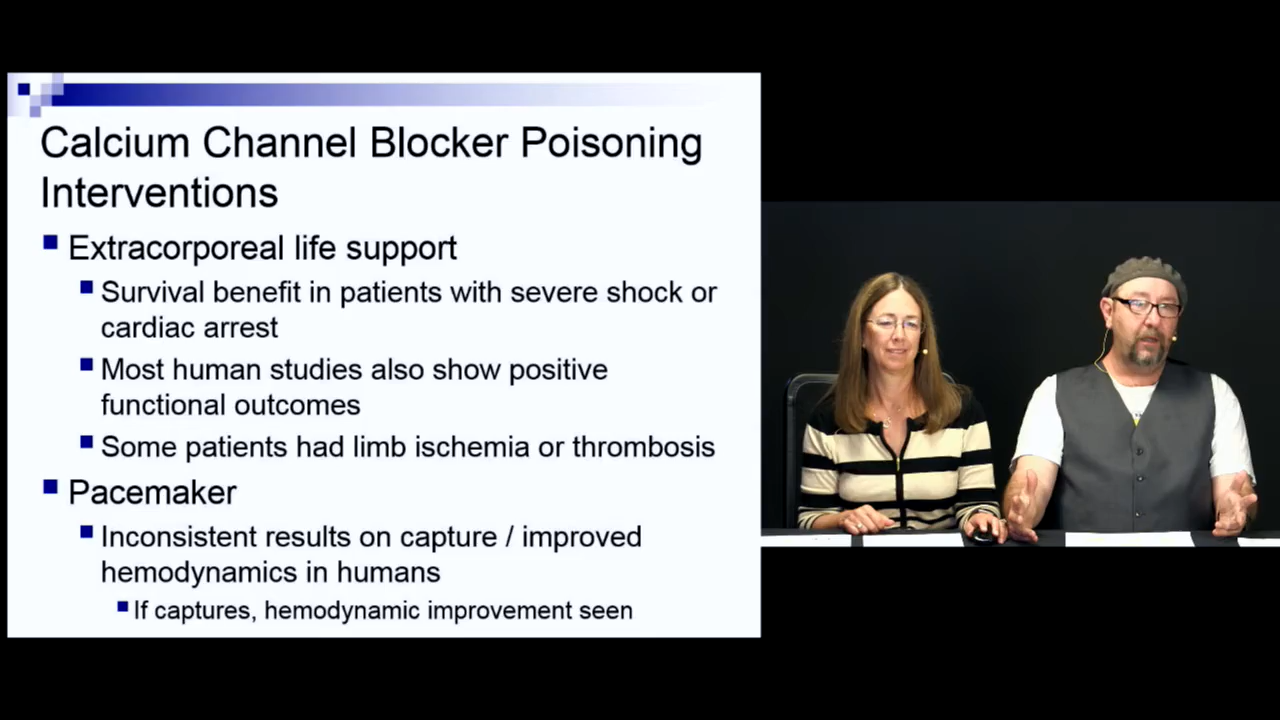 Calcium Channel Blocker Poisoning
Interventions
Extracorporeal life support
Survival benefit in patients with severe shock or
cardiac arrest
Most human studies also show positive
functional outcomes
Some patients had limb ischemia or thrombosis
Pacemaker
Inconsistent results on capture / improved
hemodynamics in humans
If captures, hemodynamic improvement seen